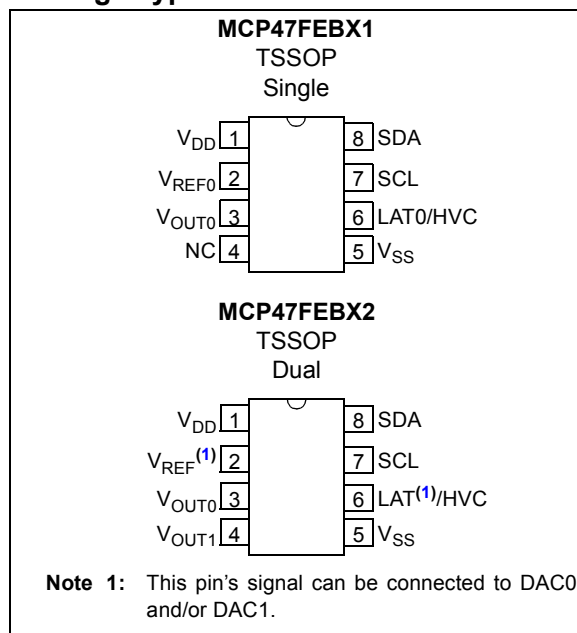 MCP47FEBX1
TSSOP
Single
VDD 1 8 SDA
VREF0 2 7 SCL
VOUT0 3 6 LAT0/HVC
NC 4 5 VSS
MCP47FEBX2
TSSOP
Dual
VDD 1 8 SDA
VREF(1) 2 7 SCL
VOUT0 3 6 LAT(1)/HVC
VOUT1 4 5 VSS
Note 1: This pin's signal can be connected to DAC0
and/or DAC1.